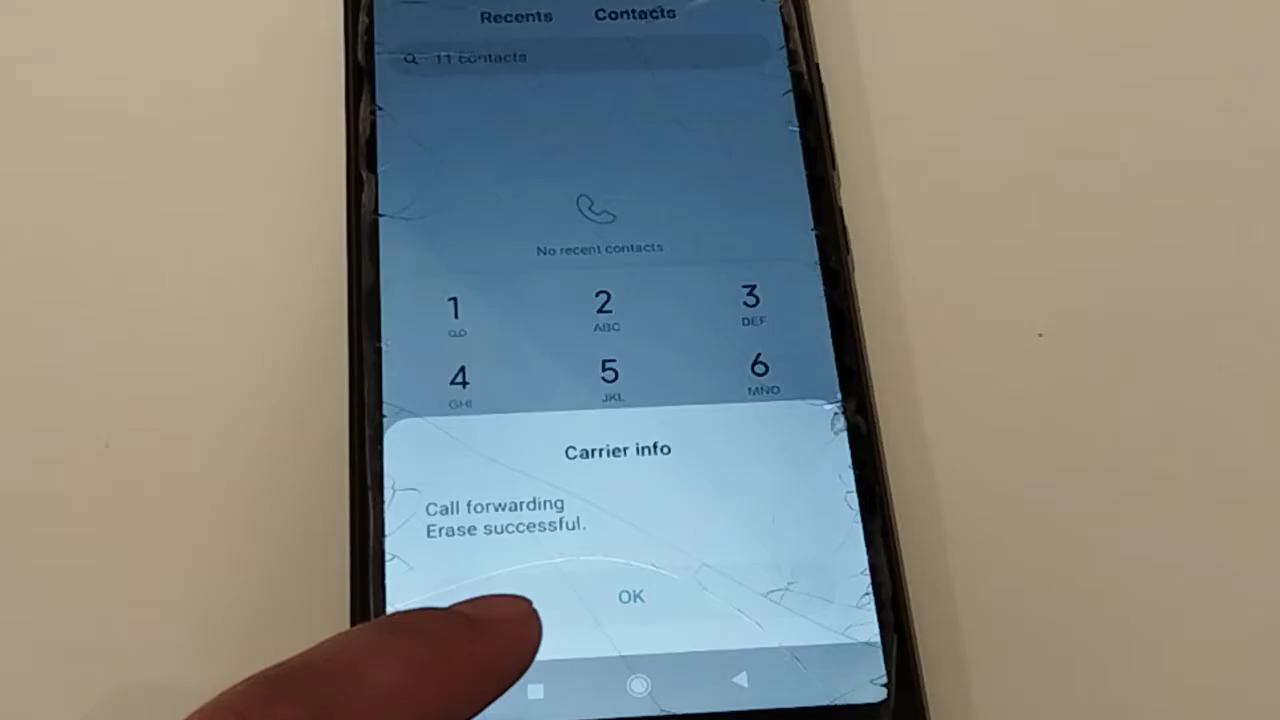 Recents Contacts
11 contacts
No recent contacts
1 2 3
ABC DEF
4 5 6
GHI JKL MNO
Carrier info
Call forwarding
Erase successful.
OK